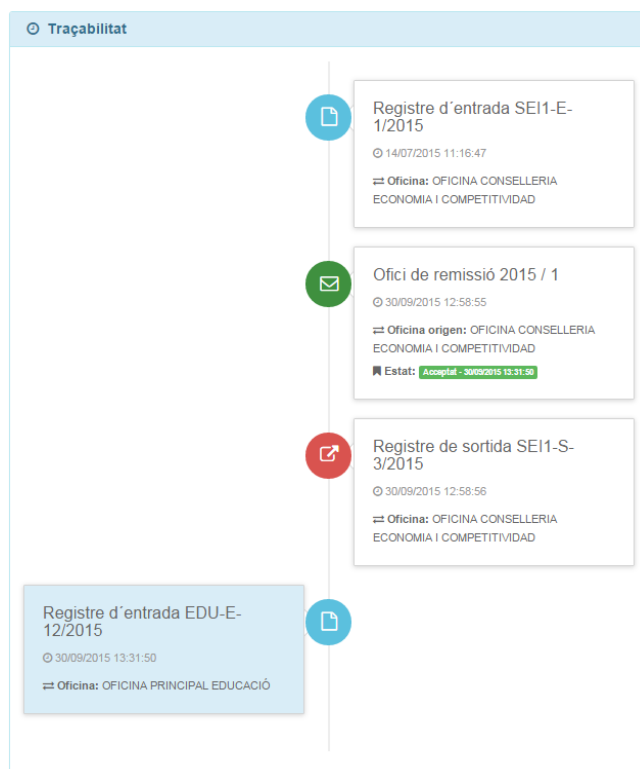 Traçabilitat
Registre d´entrada SEI1-E-
1/2015
14/07/2015 11:16:47
Oficina: OFICINA CONSELLERIA
ECONOMIA I COMPETITIVIDAD
Ofici de remissió 2015 / 1
30/09/2015 12:58:55
Oficina origen: OFICINA CONSELLERIA
ECONOMIA I COMPETITIVIDAD
Estat: Acceptat - 30/09/2015 13:31:50
Registre de sortida SEI1-S-
3/2015
30/09/2015 12:58:56
Oficina: OFICINA CONSELLERIA
ECONOMIA I COMPETITIVIDAD
Registre d´entrada EDU-E-
12/2015
30/09/2015 13:31:50
Oficina: OFICINA PRINCIPAL EDUCACIÓ